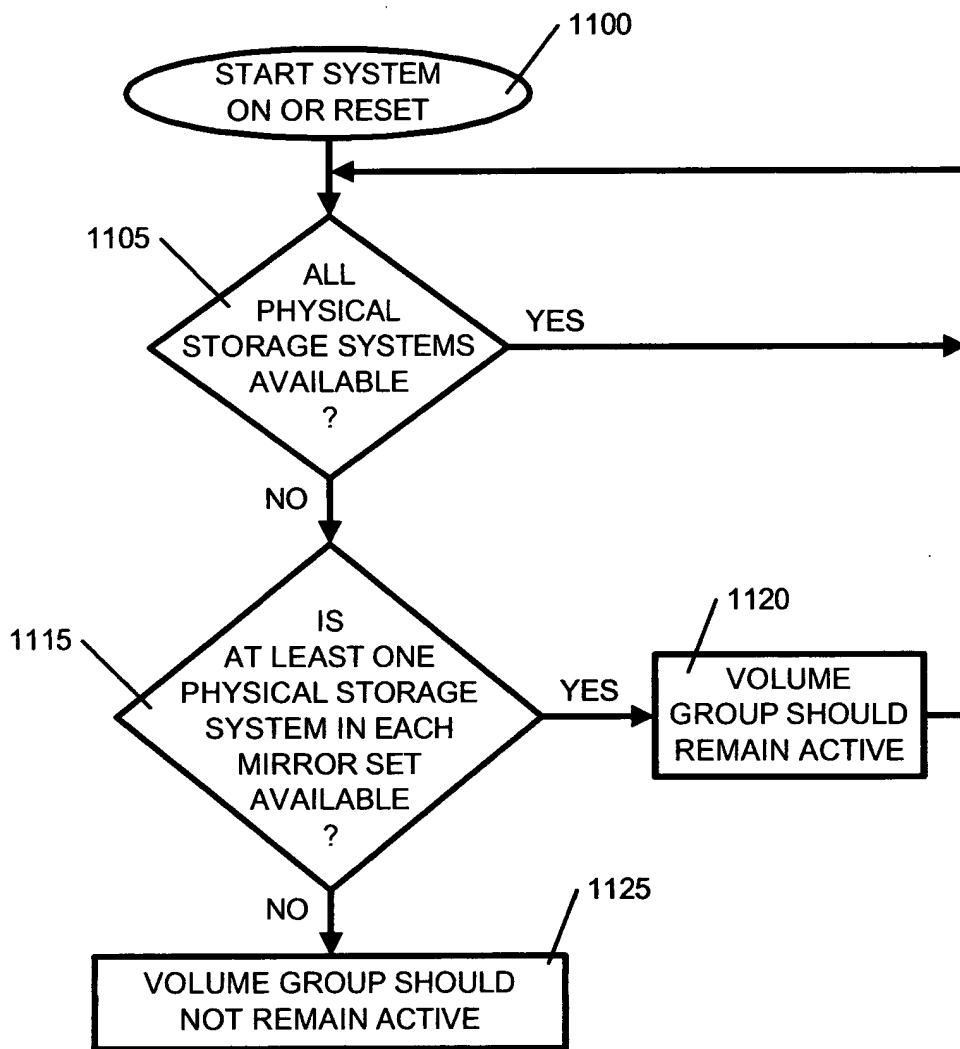 1100
START SYSTEM
ON OR RESET
1105
ALL
PHYSICAL
STORAGE SYSTEMS
AVAILABLE
?
YES
NO
1115
IS
AT LEAST ONE
PHYSICAL STORAGE
SYSTEM IN EACH
MIRROR SET
AVAILABLE
?
YES
1120
VOLUME
GROUP SHOULD
REMAIN ACTIVE
NO
1125
VOLUME GROUP SHOULD
NOT REMAIN ACTIVE